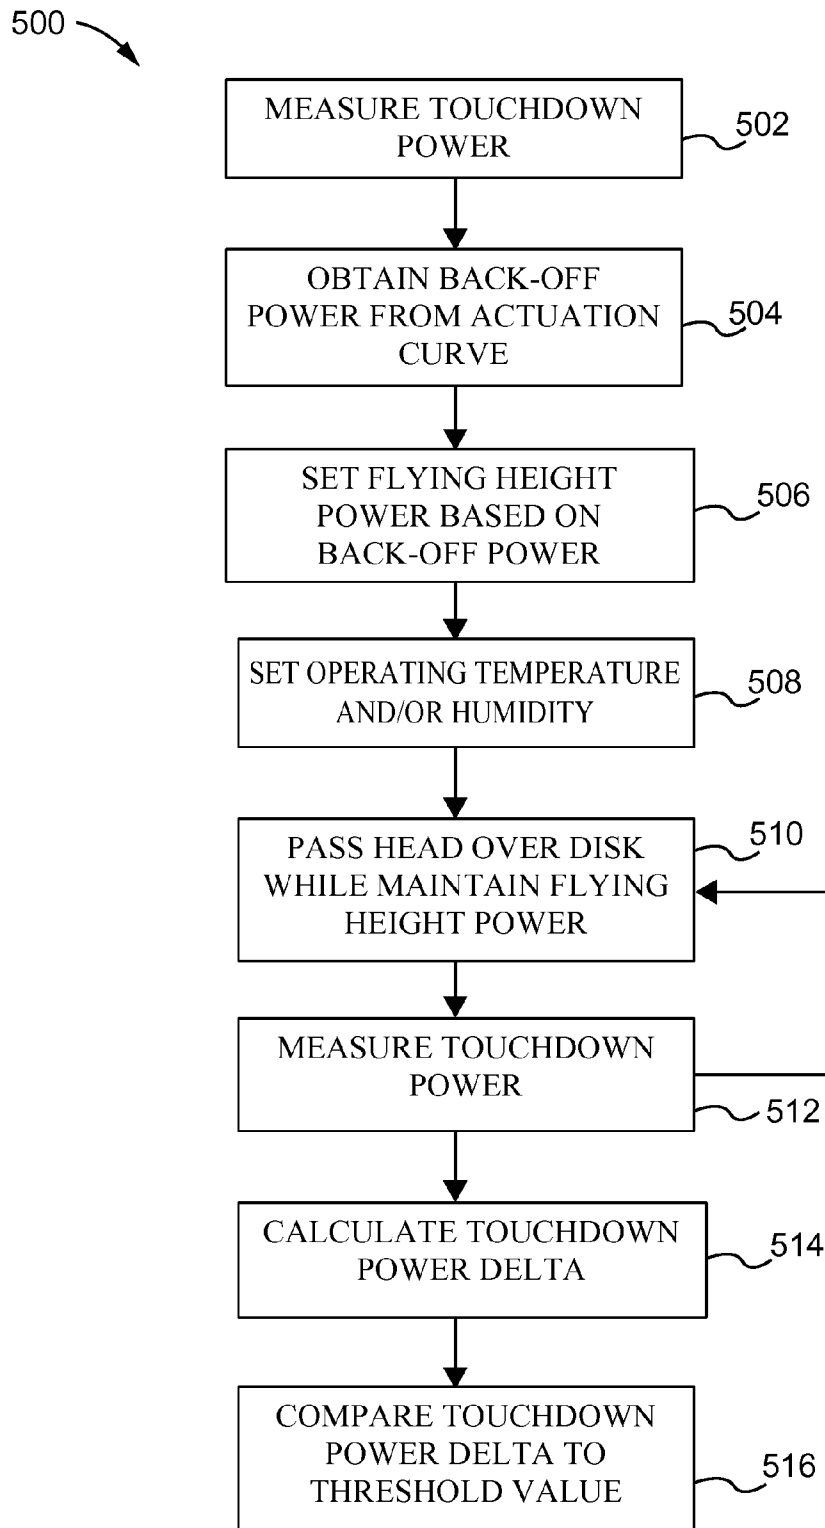 500
MEASURE TOUCHDOWN
POWER
502
OBTAIN BACK-OFF
POWER FROM ACTUATION
CURVE
504
SET FLYING HEIGHT
POWER BASED ON
BACK-OFF POWER
506
SET OPERATING TEMPERATURE
AND/OR HUMIDITY
508
PASS HEAD OVER DISK
WHILE MAINTAIN FLYING
HEIGHT POWER
510
MEASURE TOUCHDOWN
POWER
512
CALCULATE TOUCHDOWN
POWER DELTA
514
COMPARE TOUCHDOWN
POWER DELTA TO
THRESHOLD VALUE
516